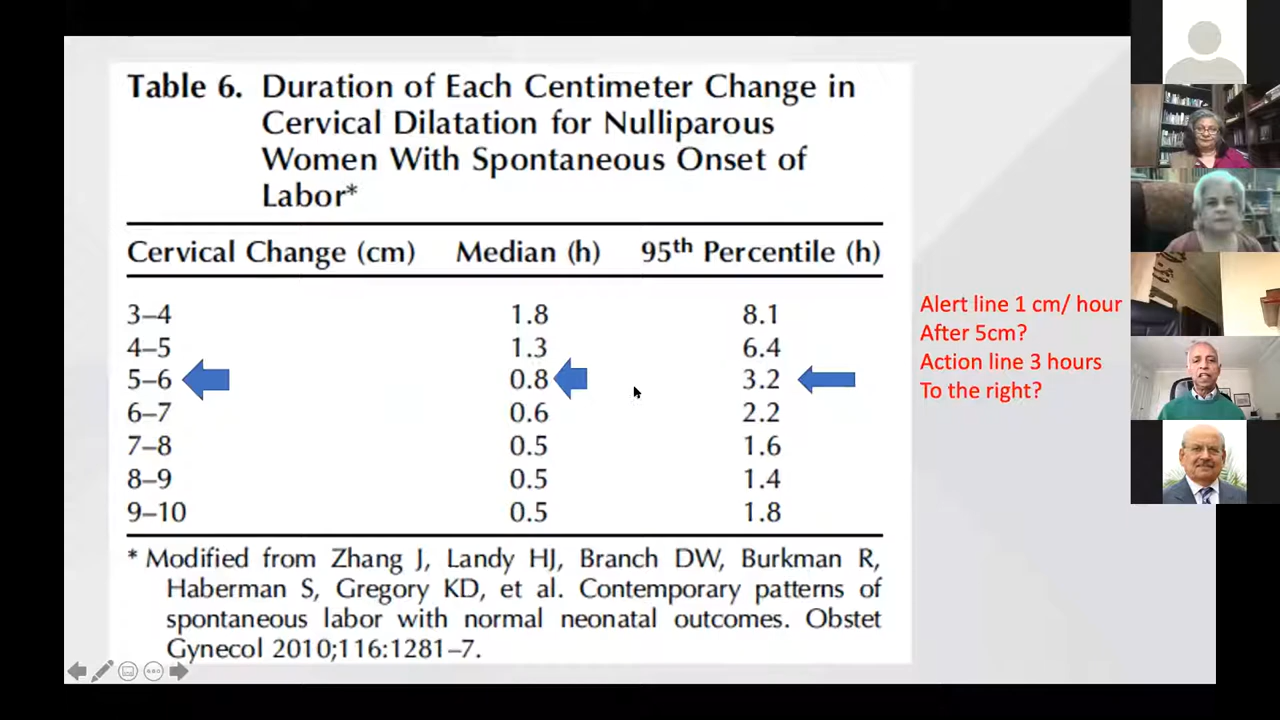 Table 6. Duration of Each Centimeter Change in
Cervical Dilatation for Nulliparous
Women With Spontaneous Onset of
Labor*
Cervical Change (cm) Median (h) 95th Percentile (h)
3–4 1.8 8.1
4–5 1.3 6.4
5–6 0.8 3.2
6–7 0.6 2.2
7–8 0.5 1.6
8–9 0.5 1.4
9–10 0.5 1.8
* Modified from Zhang J, Landy HJ, Branch DW, Burkman R,
Haberman S, Gregory KD, et al. Contemporary patterns of
spontaneous labor with normal neonatal outcomes. Obstet
Gynecol 2010;116:1281–7.
Alert line 1 cm/ hour
After 5cm?
Action line 3 hours
To the right?